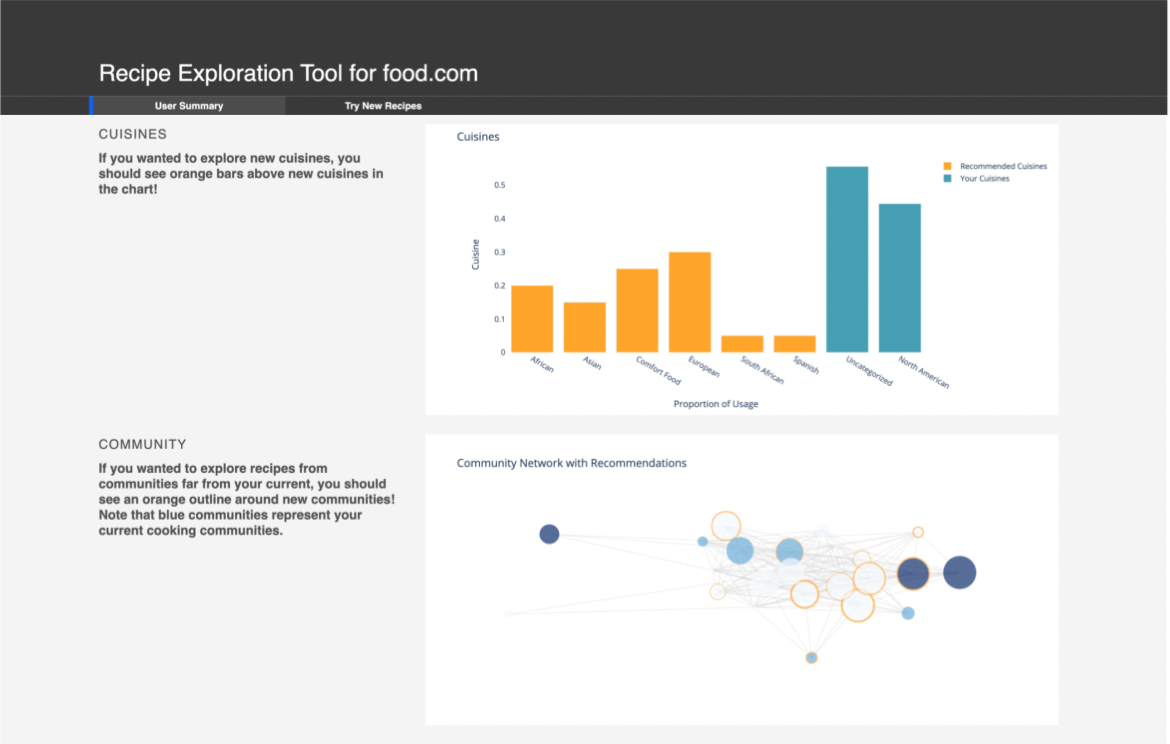 Recipe Exploration Tool for food.com
User Summary
Try New Recipes
CUISINES
If you wanted to explore new cuisines, you
should see orange bars above new cuisines in
the chart!
Cuisines
Recommended Cuisines
Your Cuisines
Cuisine
0.5
0.4
0.3
0.2
0.1
0
African
Asian
Comfort Food
European
South African
Spanish
Uncategorized
North American
Proportion of Usage
COMMUNITY
If you wanted to explore recipes from
communities far from your current, you should
see an orange outline around new communities!
Note that blue communities represent your
current cooking communities.
Community Network with Recommendations